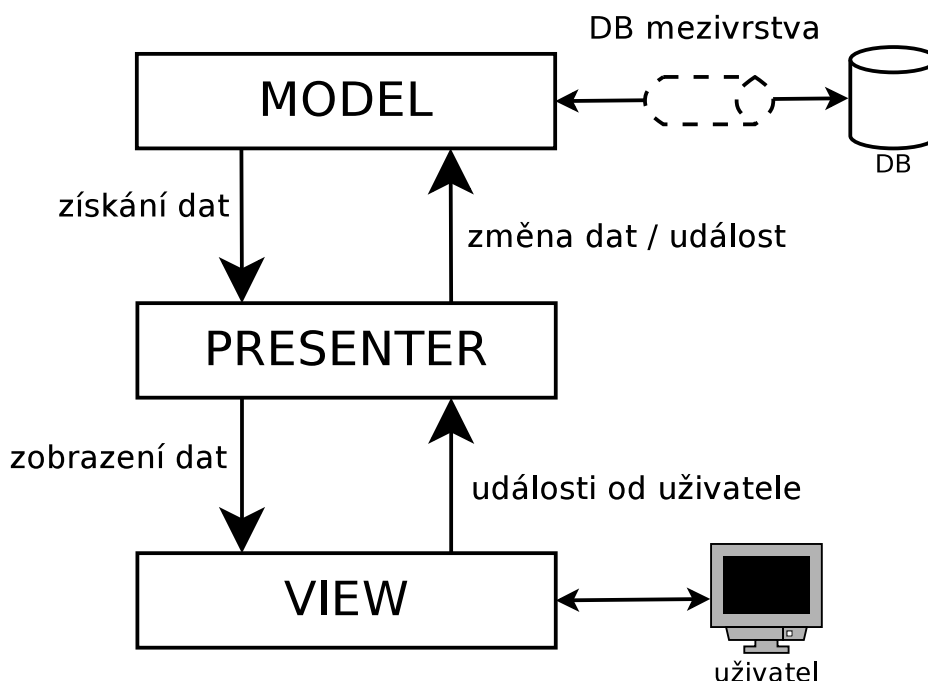 DB mezivrstva
MODEL
DB
získání dat
změna dat / událost
PRESENTER
zobrazení dat
události od uživatele
VIEW
uživatel